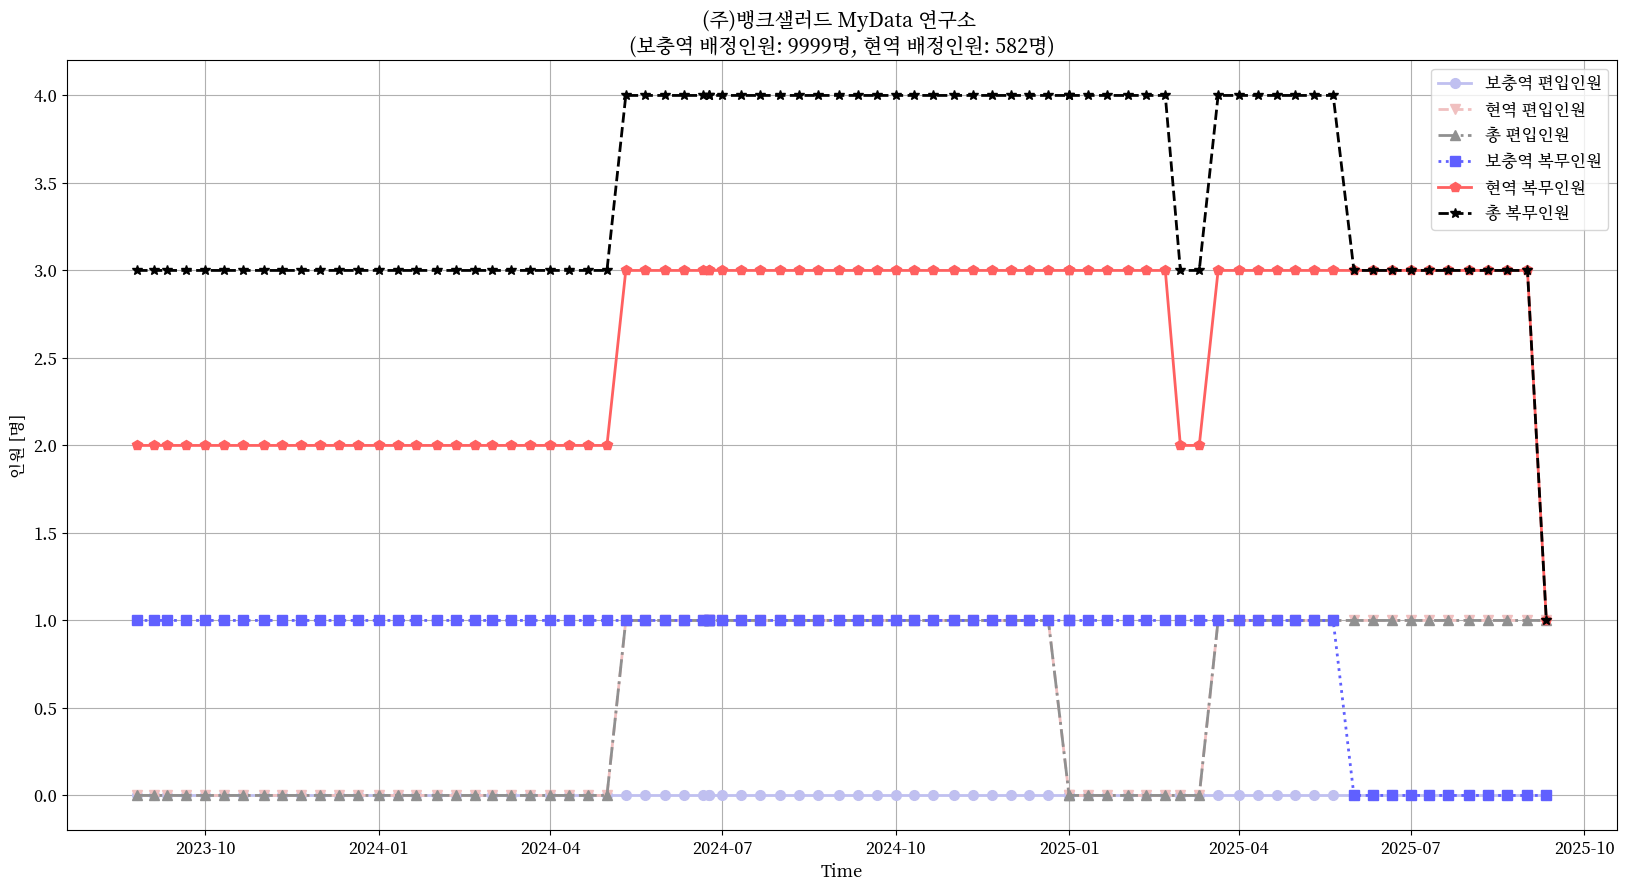 (주)뱅크샐러드 MyData 연구소
(보충역 배정인원: 9999명, 현역 배정인원: 582명)
보충역 편입인원
현역 편입인원
총 편입인원
보충역 복무인원
현역 복무인원
총 복무인원
인원 [명]
4.0
3.5
3.0
2.5
2.0
1.5
1.0
0.5
0.0
2023-10
2024-01
2024-04
2024-07
2024-10
2025-01
2025-04
2025-07
2025-10
Time